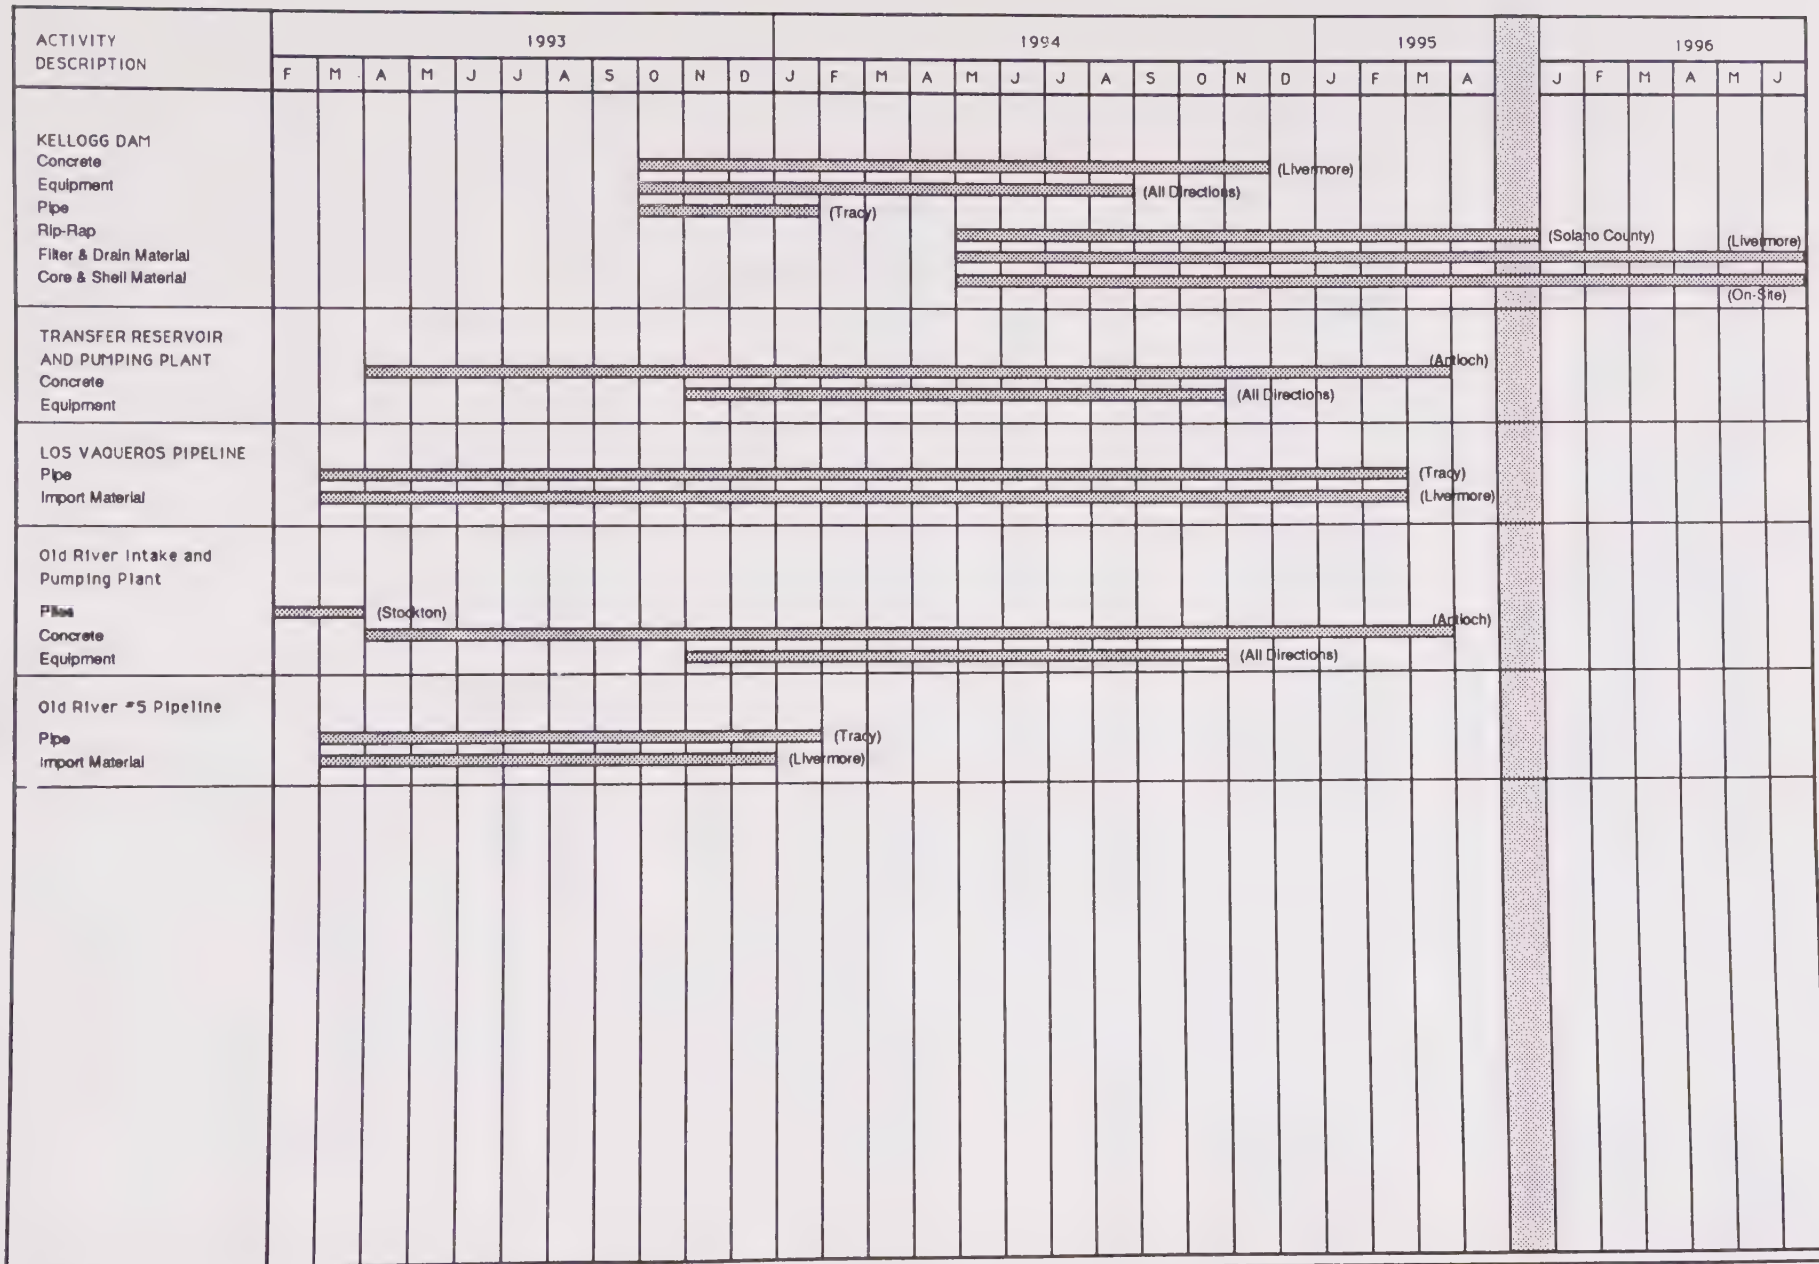 ACTIVITY
DESCRIPTION
1993 1994 1995 1996
F M A M J J A S O N D J F M A M J J A S O N D J F M A J F M A M J
KELLOGG DAM
Concrete (Livermore)
Equipment (All Directions)
Pipe (Tracy)
Rip-Rap (Solano County)
Filter & Drain Material (Livermore)
Core & Shell Material
(On-Site)
TRANSFER RESERVOIR
AND PUMPING PLANT (Antioch)
Concrete
Equipment (All Directions)
LOS VAQUEROS PIPELINE
Pipe (Tracy)
Import Material (Livermore)
Old River Intake and
Pumping Plant
Piles (Stockton)
Concrete (Antioch)
Equipment (All Directions)
Old River #5 Pipeline
Pipe (Tracy)
Import Material (Livermore)